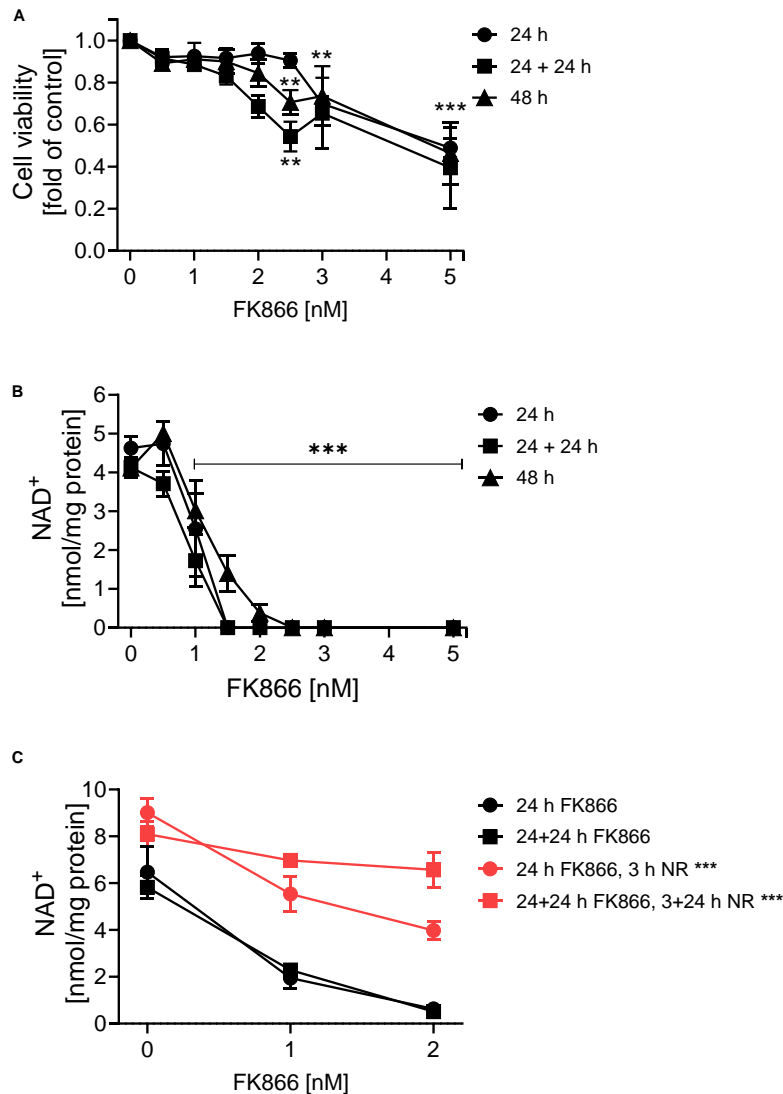 A
Cell viability
[fold of control]
1.0
0.8
0.6
0.4
0.2
0.0
**
**
**
***
0 1 2 3 4 5
FK866 [nM]
24 h
24 + 24 h
48 h
B
NAD+
[nmol/mg protein]
6
5
4
3
2
1
0
***
0 1 2 3 4 5
FK866 [nM]
24 h
24 + 24 h
48 h
C
NAD+
[nmol/mg protein]
10
8
6
4
2
0
0 1 2
FK866 [nM]
24 h FK866
24+24 h FK866
24 h FK866, 3 h NR ***
24+24 h FK866, 3+24 h NR ***